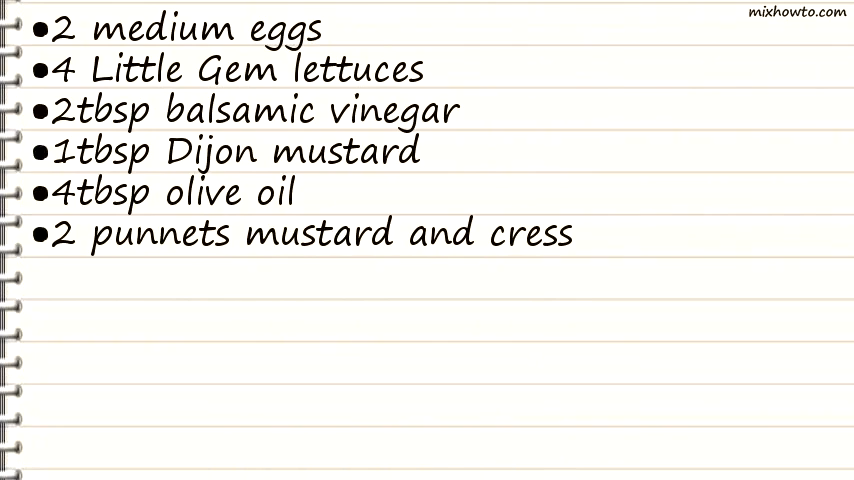 mixhowto.com
•2 medium eggs
•4 Little Gem lettuces
•2tbsp balsamic vinegar
•1tbsp Dijon mustard
•4tbsp olive oil
•2 punnets mustard and cress